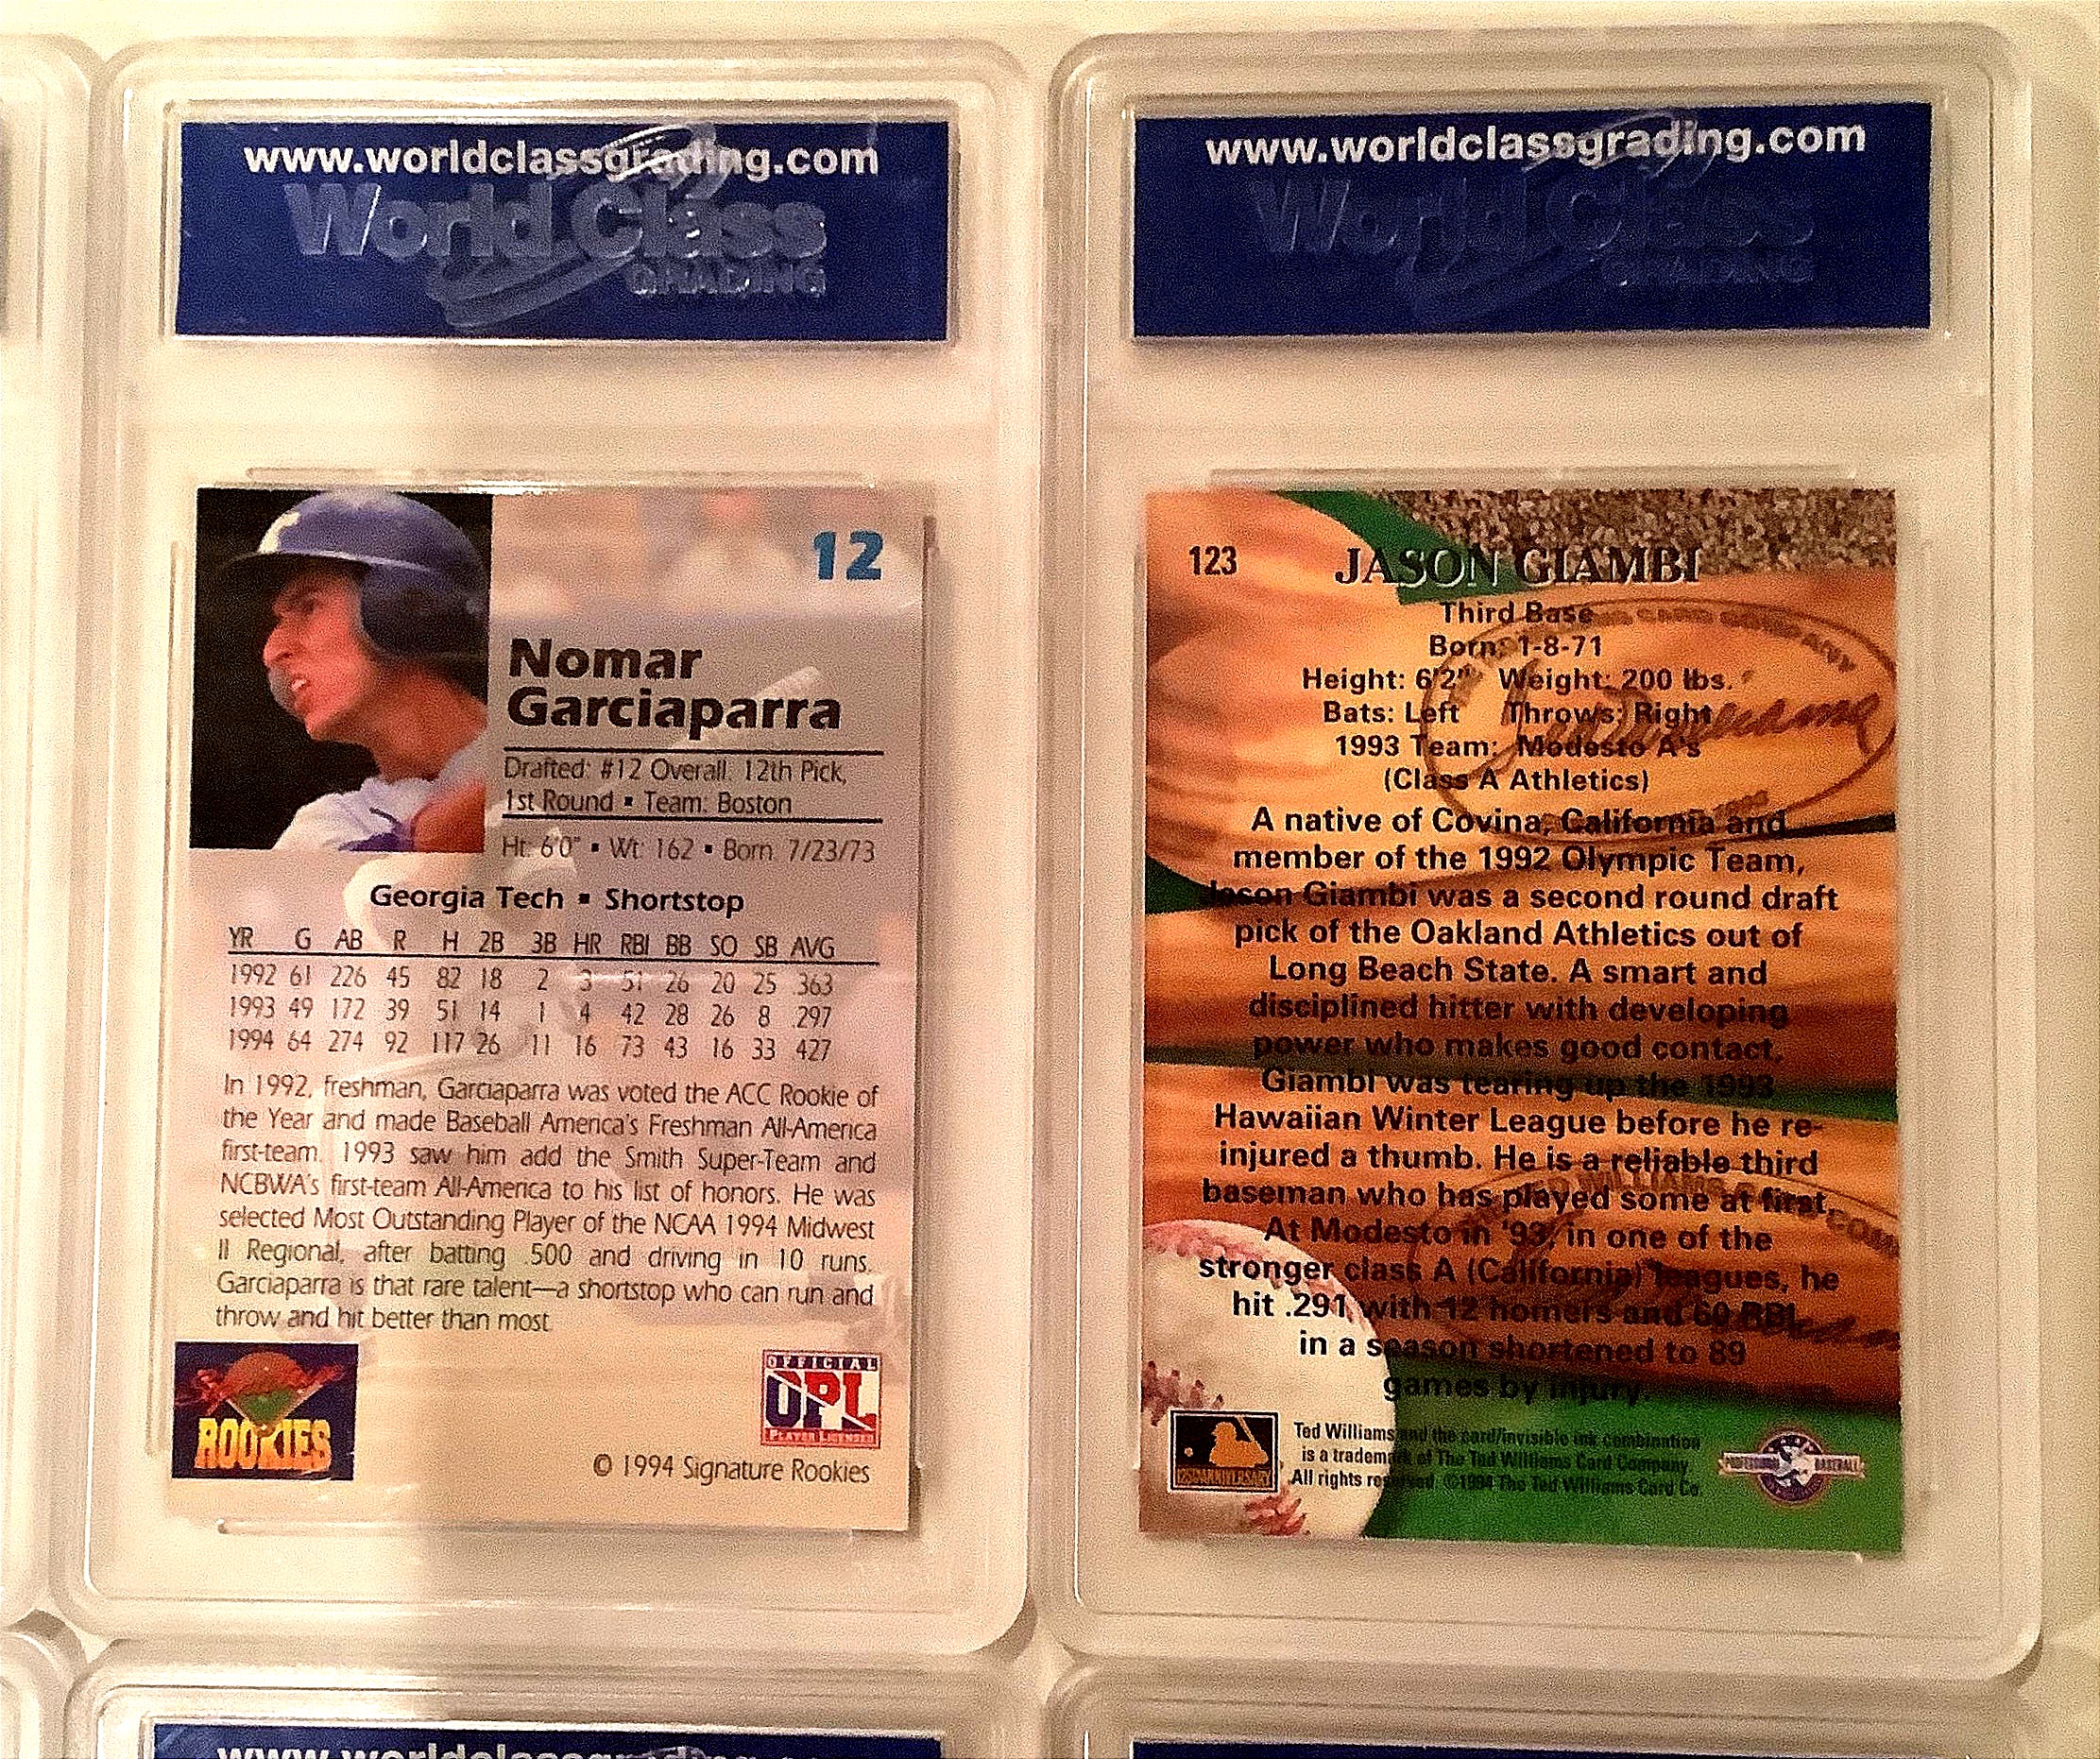 www.worldclassgrading.com
World Class
GRADING
12
Nomar
Garciaparra
Drafted: #12 Overall: 12th Pick,
1st Round ▪ Team: Boston
Ht: 6'0" ▪ Wt: 162 ▪ Born: 7/23/73
Georgia Tech ▪ Shortstop
YR G AB R H 2B 3B HR RBI BB SO SB AVG
1992 61 226 45 82 18 2 3 51 26 20 25 .363
1993 49 172 39 51 14 1 4 42 28 26 8 .297
1994 64 274 92 117 26 11 16 73 43 16 33 .427
In 1992, freshman, Garciaparra was voted the ACC Rookie of
the Year and made Baseball America's Freshman All-America
first-team. 1993 saw him add the Smith Super-Team and
NCBWA's first-team All-America to his list of honors. He was
selected Most Outstanding Player of the NCAA 1994 Midwest
II Regional, after batting .500 and driving in 10 runs.
Garciaparra is that rare talent—a shortstop who can run and
throw and hit better than most.
ROOKIES
OFFICIAL
OPL
PLAYER LICENSED
© 1994 Signature Rookies
www.worldclassgrading.com
World Class
GRADING
123 JASON GIAMBI
Third Base
Born: 1-8-71
Height: 6'2" Weight: 200 lbs.
Bats: Left Throws: Right
1993 Team: Modesto A's
(Class A Athletics)
A native of Covina, California and
member of the 1992 Olympic Team,
Jason Giambi was a second round draft
pick of the Oakland Athletics out of
Long Beach State. A smart and
disciplined hitter with developing
power who makes good contact.
Giambi was tearing up the 1993
Hawaiian Winter League before he re-
injured a thumb. He is a reliable third
baseman who has played some at first.
At Modesto in '93, in one of the
stronger class A (California) leagues, he
hit .291 with 12 homers and 60 RBI
in a season shortened to 89
games by injury.
125th ANNIVERSARY
Ted Williams and the card/invisible ink combination
is a trademark of The Ted Williams Card Company
All rights reserved ©1994 The Ted Williams Card Co.
PROFESSIONAL BASEBALL
www.worldclassgrading